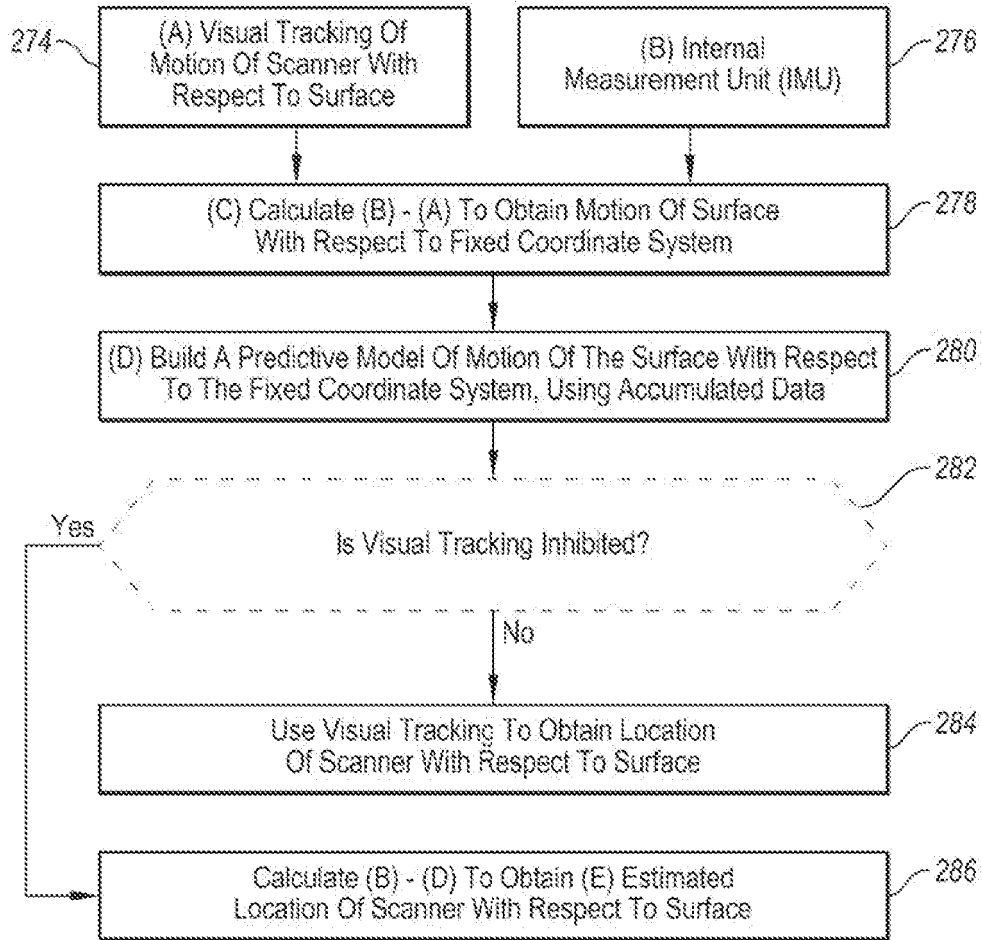 274
(A) Visual Tracking Of
Motion Of Scanner With
Respect To Surface
(B) Internal
Measurement Unit (IMU)
276
(C) Calculate (B) - (A) To Obtain Motion Of Surface
With Respect To Fixed Coordinate System
278
(D) Build A Predictive Model Of Motion Of The Surface With Respect
To The Fixed Coordinate System, Using Accumulated Data
280
282
Yes
Is Visual Tracking Inhibited?
No
Use Visual Tracking To Obtain Location
Of Scanner With Respect To Surface
284
Calculate (B) - (D) To Obtain (E) Estimated
Location Of Scanner With Respect To Surface
286